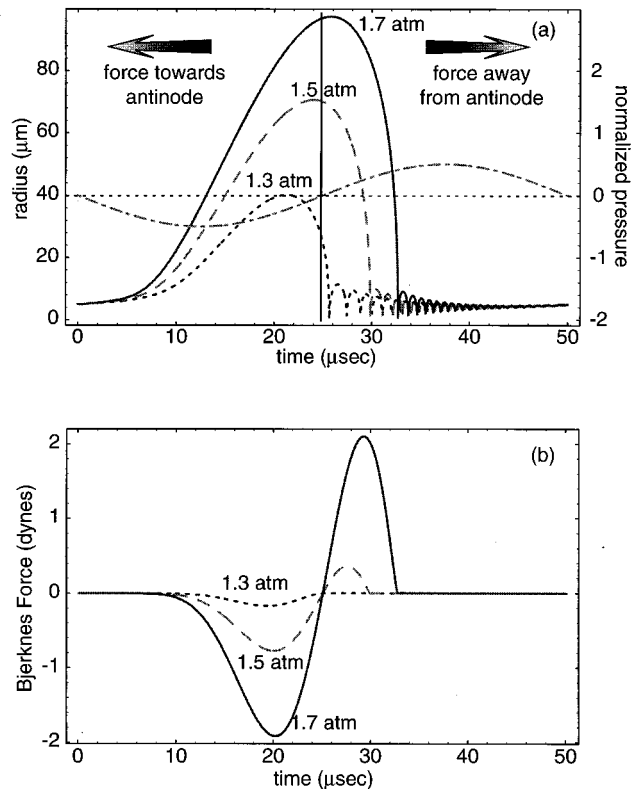 (a)
1.7 atm
force towards
antinode
force away
from antinode
1.5 atm
1.3 atm
radius (μm)
80
60
40
20
0
normalized pressure
2
1
0
-1
-2
0 10 20 30 40 50
time (μsec)
(b)
Bjerknes Force (dynes)
2
1
0
-1
-2
1.3 atm
1.5 atm
1.7 atm
0 10 20 30 40 50
time (μsec)